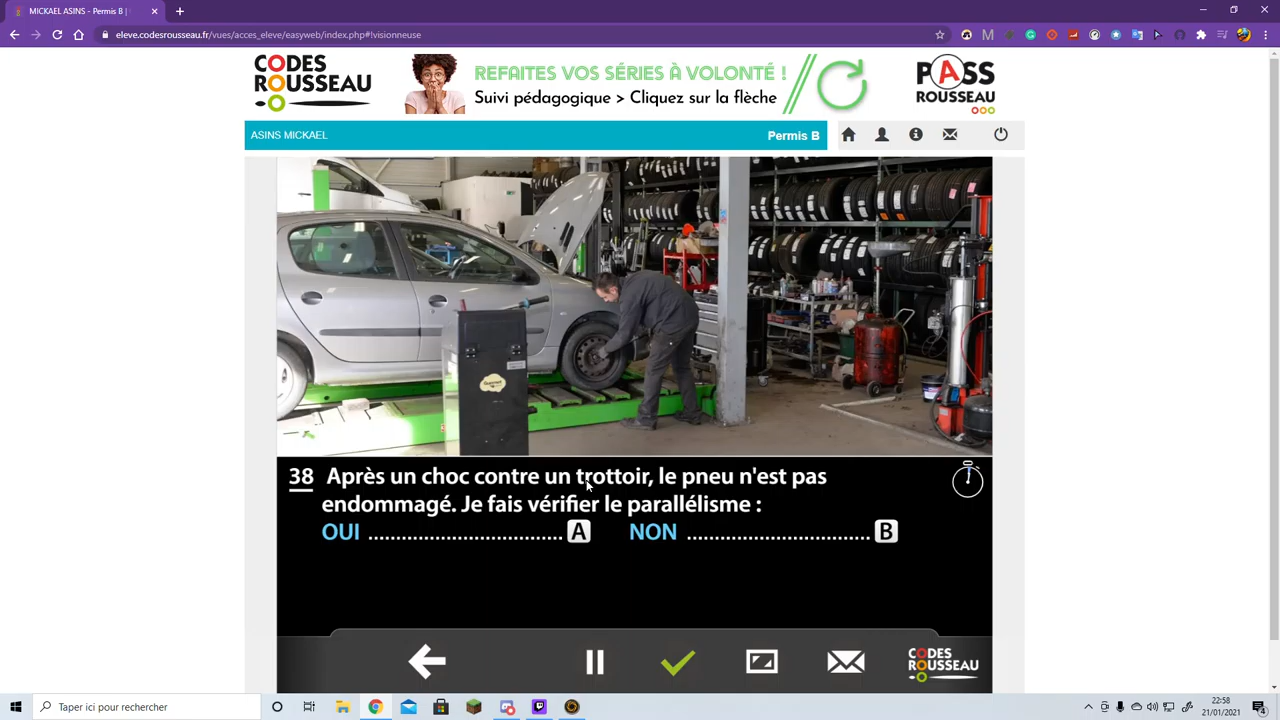 MICKAEL ASINS – Permis B |
eleve.codesrousseau.fr/vues/acces_eleve/easyweb/index.php#!visionneuse
CODES
ROUSSEAU
REFAITES VOS SÉRIES À VOLONTÉ !
Suivi pédagogique > Cliquez sur la flèche
PASS
ROUSSEAU
ASINS MICKAEL
Permis B
38 Après un choc contre un trottoir, le pneu n'est pas
endommagé. Je fais vérifier le parallélisme :
OUI .............................. A NON .............................. B
CODES
ROUSSEAU
Taper ici pour rechercher
22:58
21/01/2021